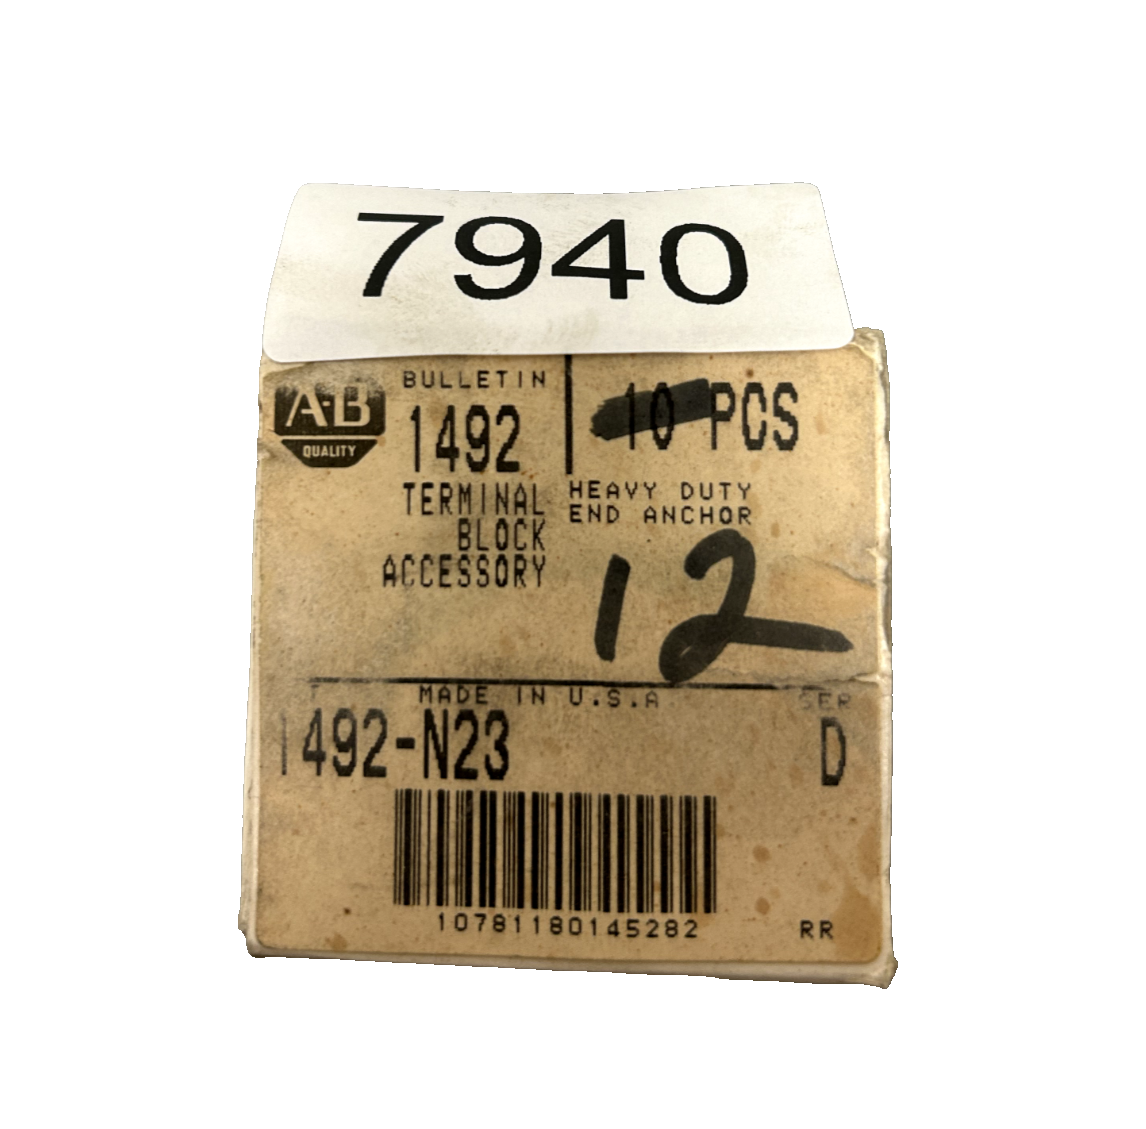 7940
A-B
QUALITY
BULLETIN
1492
TERMINAL
BLOCK
ACCESSORY
10 PCS
HEAVY DUTY
END ANCHOR
12
MADE IN U.S.A
SER
1492-N23
D
10781180145282
RR